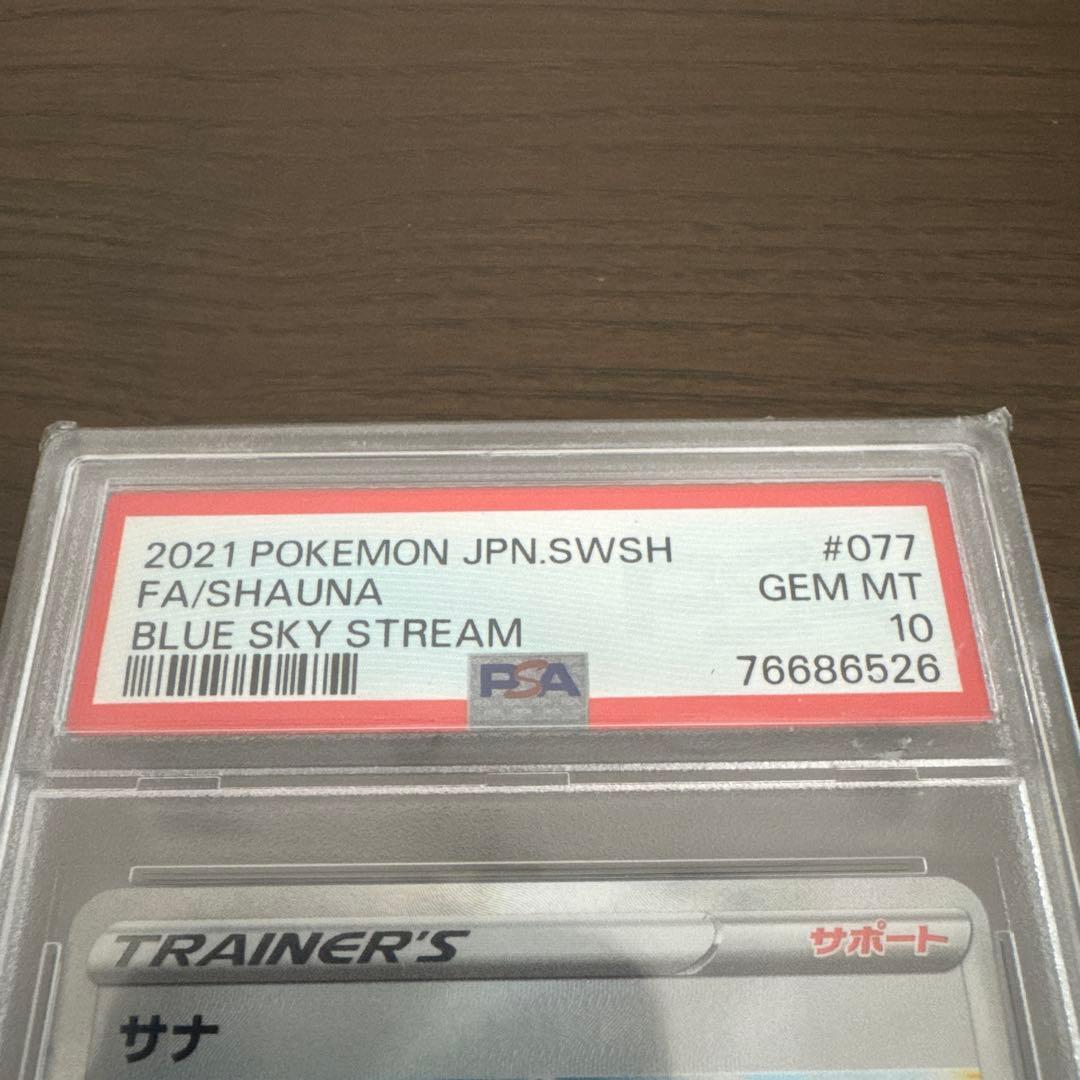 2021 POKEMON JPN.SWSH #077
FA/SHAUNA GEM MT
BLUE SKY STREAM 10
PSA 76686526
TRAINER'S サポート
サナ